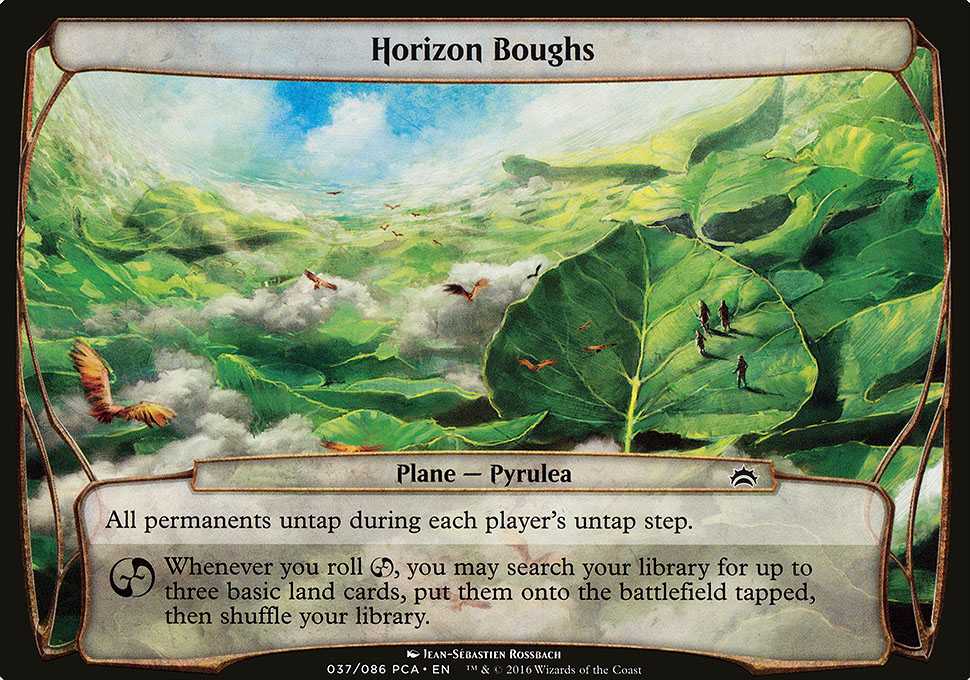 Horizon Boughs
Plane — Pyrulea
All permanents untap during each player's untap step.
Whenever you roll , you may search your library for up to
three basic land cards, put them onto the battlefield tapped,
then shuffle your library.
Jean-Sébastien Rossbach
037/086 PCA • EN ™ & © 2016 Wizards of the Coast